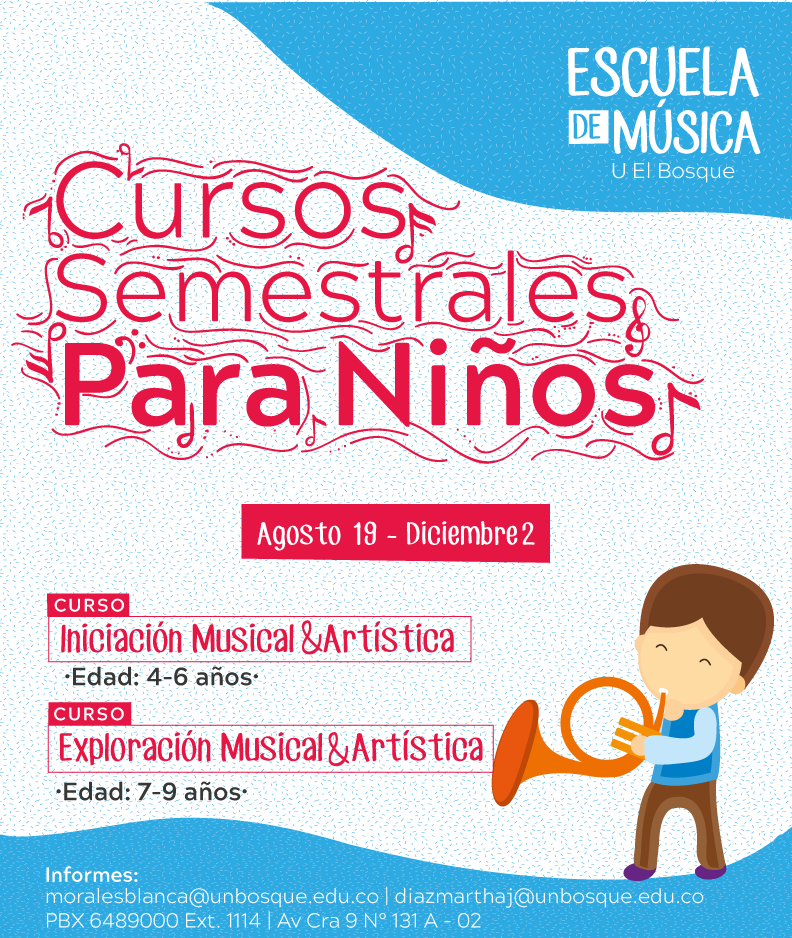 ESCUELA
DE MÚSICA
U El Bosque
Cursos
Semestrales
Para Niños
Agosto 19 - Diciembre 2
CURSO
Iniciación Musical & Artística
·Edad: 4-6 años·
CURSO
Exploración Musical & Artística
·Edad: 7-9 años·
Informes:
moralesblanca@unbosque.edu.co | diazmarthaj@unbosque.edu.co
PBX 6489000 Ext. 1114 | Av Cra 9 N° 131 A - 02